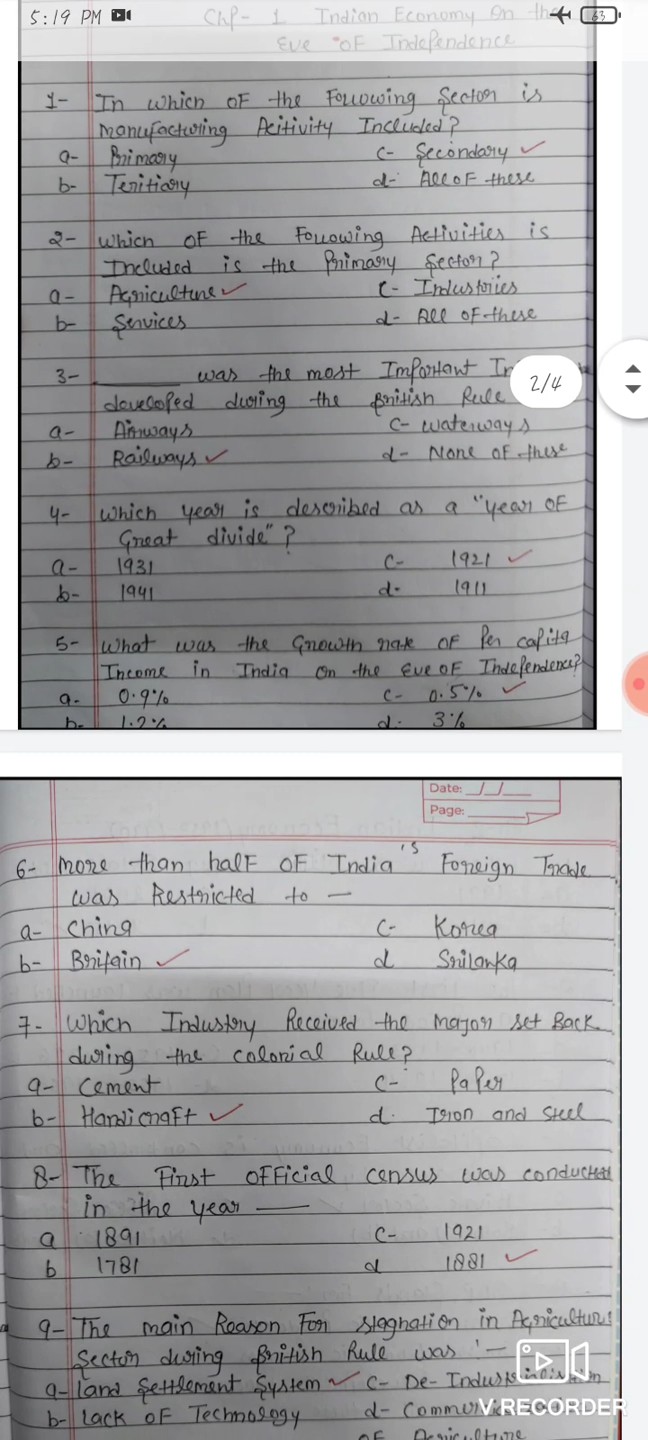 5:19 PM
63
Chp- 1 Indian Economy On the
Eve OF Independence
1- In which OF the Following Sector is
Manufacturing Acitivity Included?
a- Primary c- Secondary ✓
b- Teritiary d- All OF these
2- Which OF the Following Activities is
Included is the Primary Sector?
a- Agriculture ✓ c- Industories
b- Services d- All OF these
3- ______ was the most Important
2/4
developed during the British Rule
a- Airways c- Waterways
b- Railways ✓ d- None OF these
4- Which year is described as a "year OF
Great divide"?
a- 1931 c- 1921 ✓
b- 1941 d- 1911
5- What was the Growth rate OF Per capita
Income in India On the Eve OF Independence?
a- 0.9% c- 0.5% ✓
b- 1.2% d- 3%
Date: _/_/__
Page: ______
6- More than half OF India's Foreign Trade
was Restricted to —
a- China c- Korea
b- Britain ✓ d Srilanka
7- Which Industry Received the major set Back
during the colonial Rule?
a- Cement c- Paper
b- Handicraft ✓ d. Iron and Steel
8- The First official census was conducted
in the year ——
a 1891 c- 1921
b 1781 d 1881 ✓
9- The main Reason For stagnation in Agriculture
Sector during British Rule was :-
a- land Settlement System ✓ c- De-Industrialisation
b- Lack OF Technology d-
V RECORDER
OF Agriculture